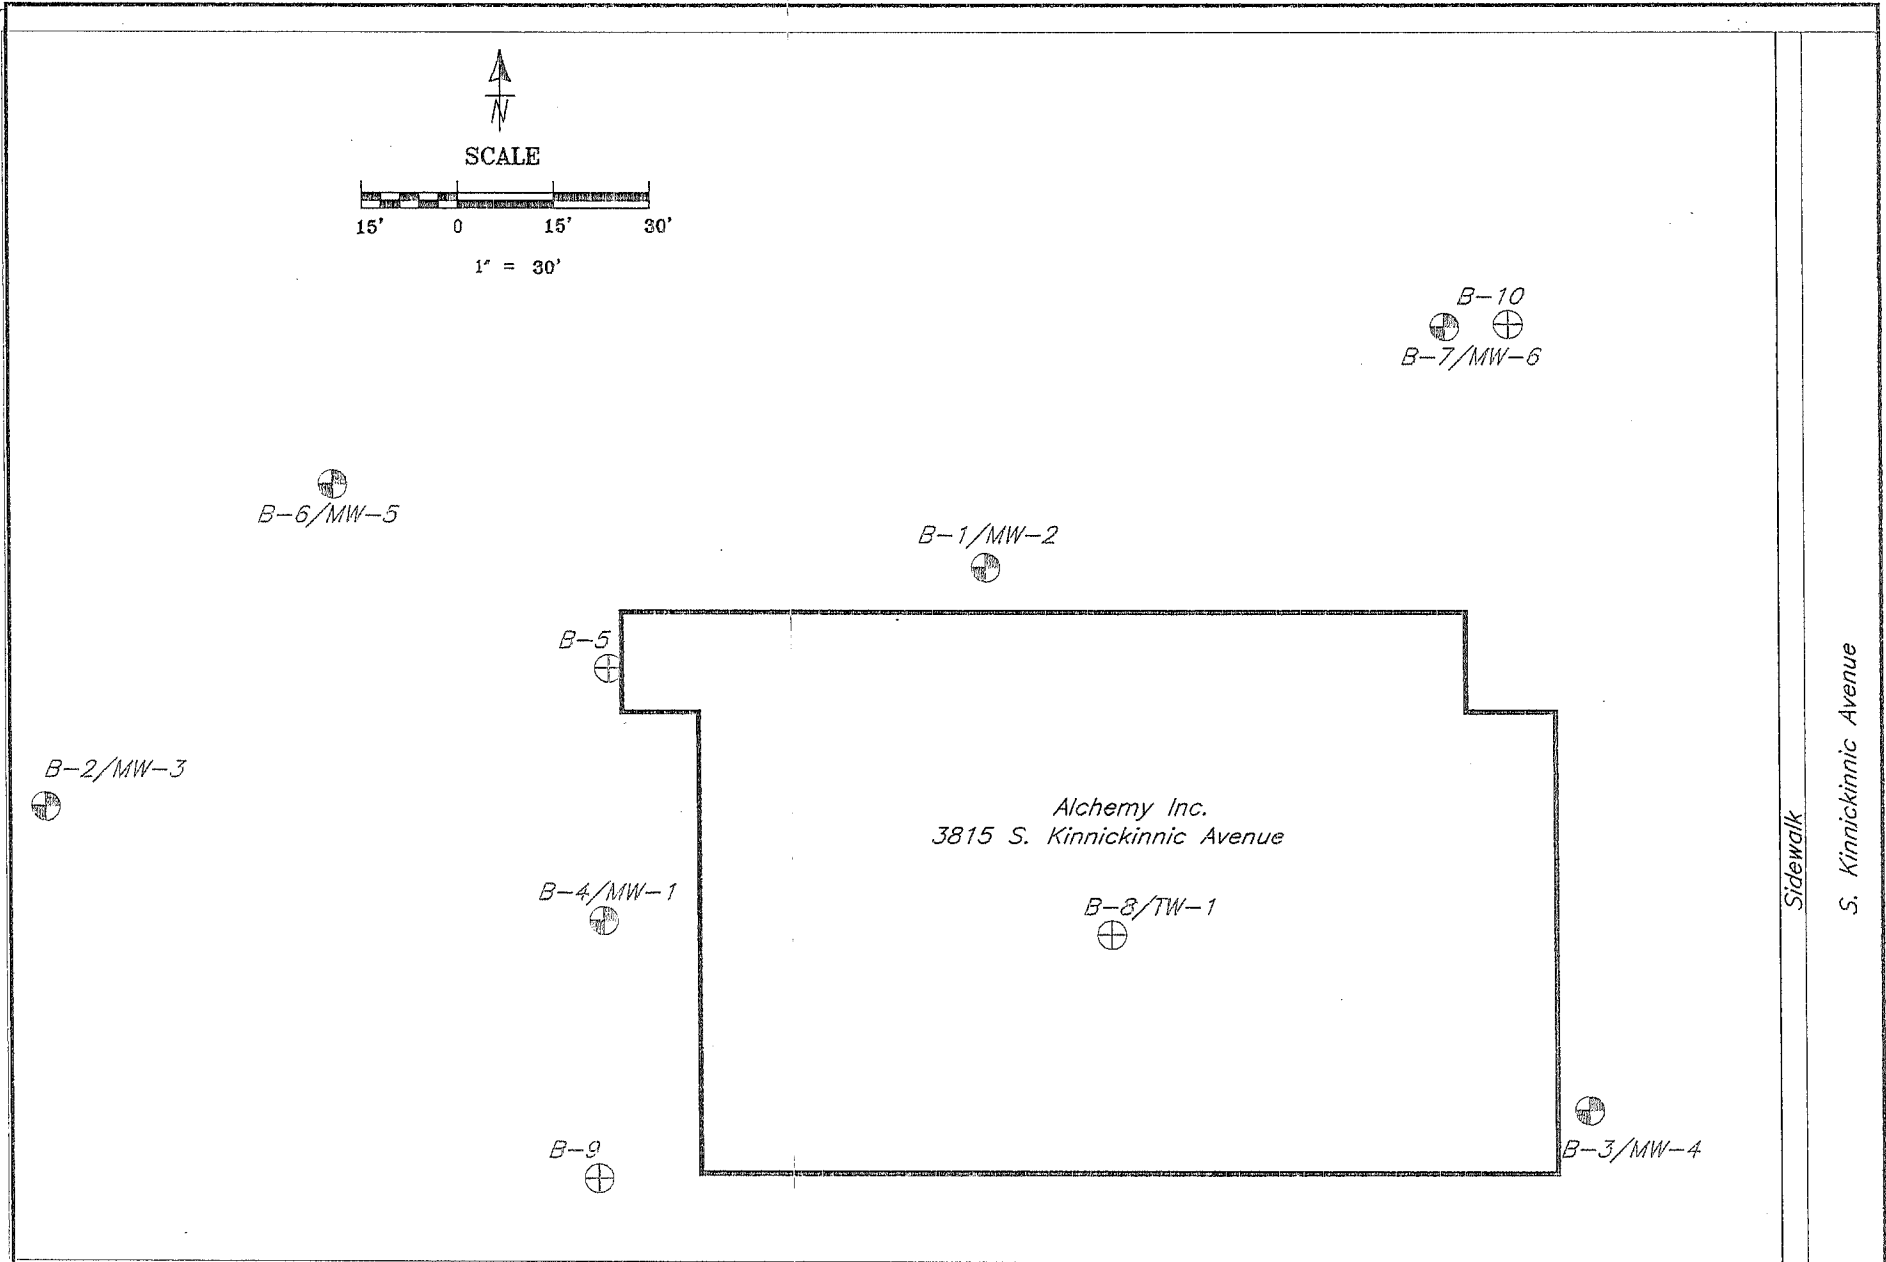 N
SCALE
15' 0 15' 30'
1" = 30'
B-10
B-7/MW-6
B-6/MW-5
B-1/MW-2
B-5
B-2/MW-3
Alchemy Inc.
3815 S. Kinnickinnic Avenue
B-4/MW-1
B-8/TW-1
B-9
B-3/MW-4
Sidewalk
S. Kinnickinnic Avenue